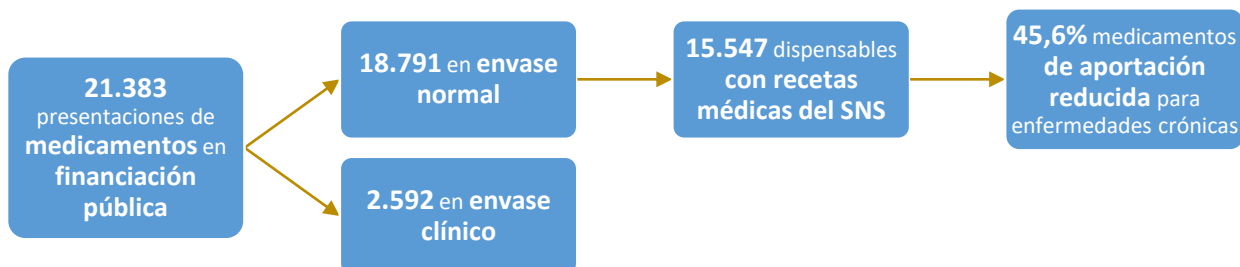 21.383
presentaciones de
medicamentos en
financiación
pública
18.791 en envase
normal
2.592 en envase
clínico
15.547 dispensables
con recetas
médicas del SNS
45,6% medicamentos
de aportación
reducida para
enfermedades crónicas